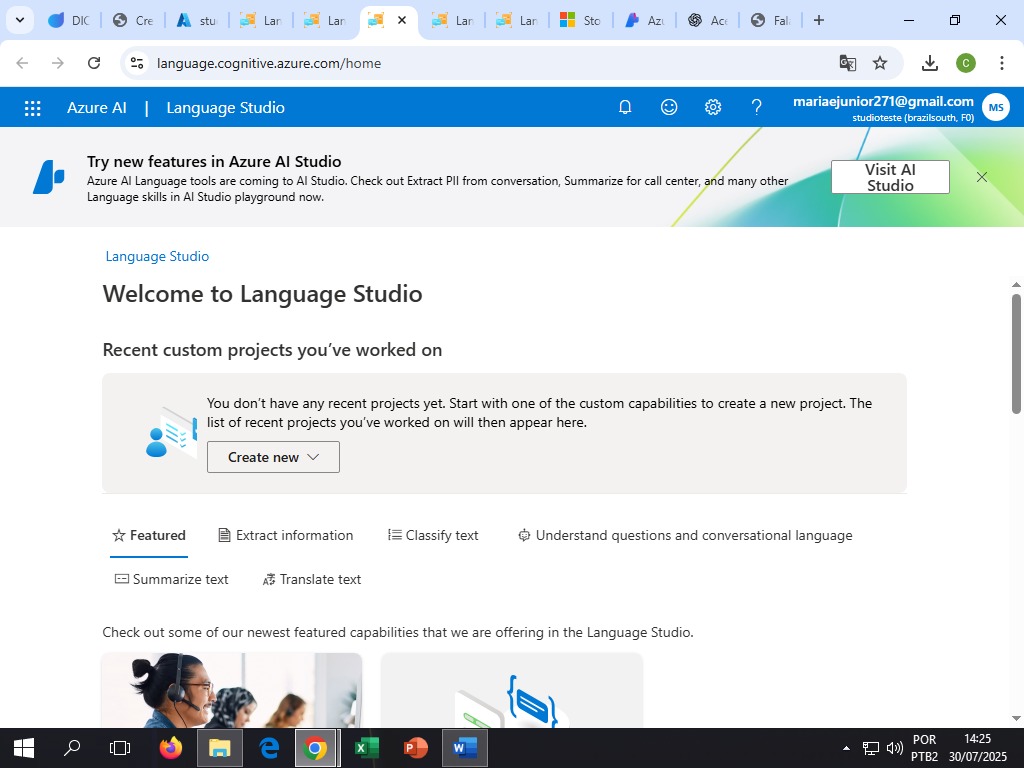 DIC
Cre
stu
Lan
Lan
Lan
Lan
Sto
Azu
Ace
Fala
language.cognitive.azure.com/home
C
Azure AI | Language Studio
mariaejunior271@gmail.com
studioteste (brazilsouth, F0)
MS
Try new features in Azure AI Studio
Azure AI Language tools are coming to AI Studio. Check out Extract PII from conversation, Summarize for call center, and many other
Language skills in AI Studio playground now.
Visit AI
Studio
Language Studio
Welcome to Language Studio
Recent custom projects you’ve worked on
You don’t have any recent projects yet. Start with one of the custom capabilities to create a new project. The
list of recent projects you’ve worked on will then appear here.
Create new
Featured Extract information Classify text Understand questions and conversational language
Summarize text Translate text
Check out some of our newest featured capabilities that we are offering in the Language Studio.
POR
PTB2
14:25
30/07/2025